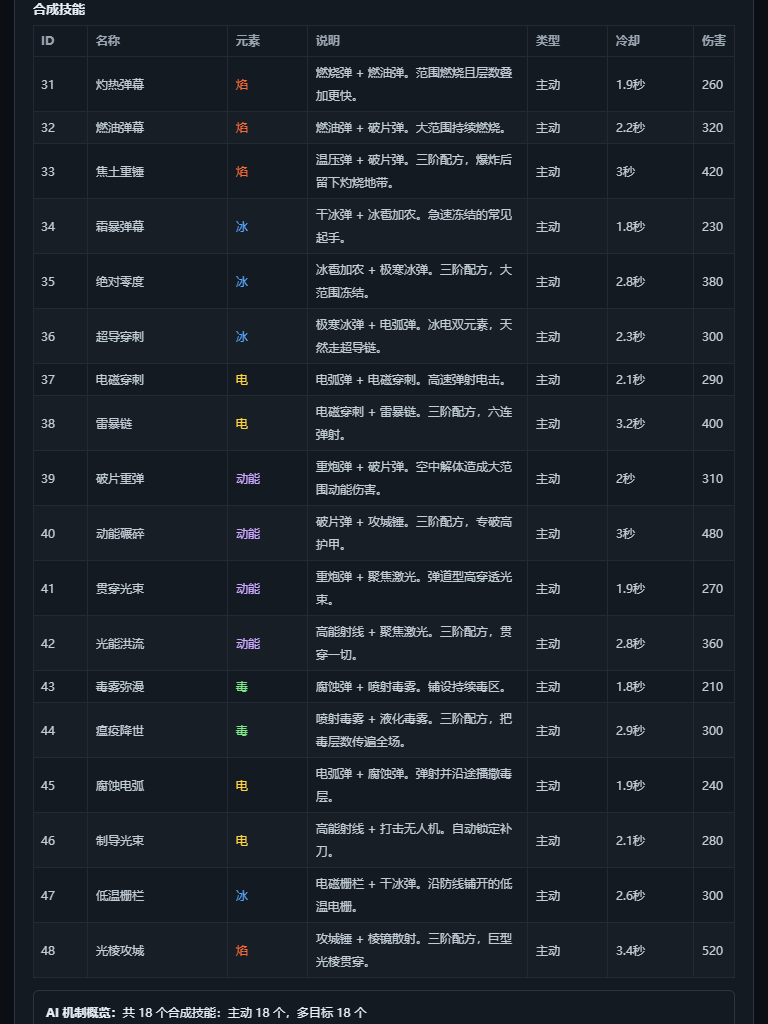 合成技能
ID 名称 元素 说明 类型 冷却 伤害
31 灼热弹幕 焰 燃烧弹 + 燃油弹。范围燃烧且层数叠 主动 1.9秒 260
加更快。
32 燃油弹幕 焰 燃油弹 + 破片弹。大范围持续燃烧。 主动 2.2秒 320
33 焦土重锤 焰 温压弹 + 破片弹。三阶配方，爆炸后 主动 3秒 420
留下灼烧地带。
34 霜暴弹幕 冰 干冰弹 + 冰雹加农。急速冻结的常见 主动 1.8秒 230
起手。
35 绝对零度 冰 冰雹加农 + 极寒冰弹。三阶配方，大 主动 2.8秒 380
范围冻结。
36 超导穿刺 冰 极寒冰弹 + 电弧弹。冰电双元素，天 主动 2.3秒 300
然走超导链。
37 电磁穿刺 电 电弧弹 + 电磁穿刺。高速弹射电击。 主动 2.1秒 290
38 雷暴链 电 电磁穿刺 + 雷暴链。三阶配方，六连 主动 3.2秒 400
弹射。
39 破片重弹 动能 重炮弹 + 破片弹。空中解体造成大范 主动 2秒 310
围动能伤害。
40 动能碾碎 动能 破片弹 + 攻城锤。三阶配方，专破高 主动 3秒 480
护甲。
41 贯穿光束 动能 重炮弹 + 聚焦激光。弹道型高穿透光 主动 1.9秒 270
束。
42 光能洪流 动能 高能射线 + 聚焦激光。三阶配方，贯 主动 2.8秒 360
穿一切。
43 毒雾弥漫 毒 腐蚀弹 + 喷射毒雾。铺设持续毒区。 主动 1.8秒 210
44 瘟疫降世 毒 喷射毒雾 + 液化毒雾。三阶配方，把 主动 2.9秒 300
毒层数传遍全场。
45 腐蚀电弧 电 电弧弹 + 腐蚀弹。弹射并沿途播撒毒 主动 1.9秒 240
层。
46 制导光束 电 高能射线 + 打击无人机。自动锁定补 主动 2.1秒 280
刀。
47 低温栅栏 冰 电磁栅栏 + 干冰弹。沿防线铺开的低 主动 2.6秒 300
温电栅。
48 光棱攻城 焰 攻城锤 + 棱镜散射。三阶配方，巨型 主动 3.4秒 520
光棱贯穿。
AI 机制概览：共 18 个合成技能：主动 18 个，多目标 18 个